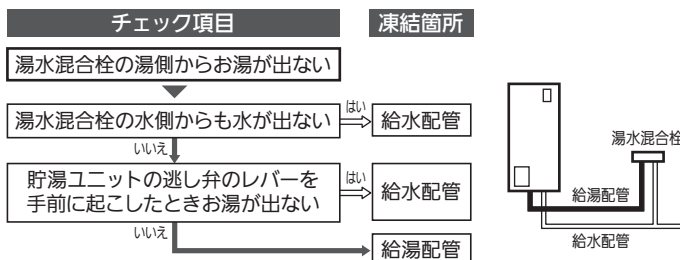 チェック項目
凍結箇所
湯水混合栓の湯側からお湯が出ない
湯水混合栓の水側からも水が出ない
はい
給水配管
いいえ
貯湯ユニットの逃し弁のレバーを
手前に起こしたときお湯が出ない
はい
給水配管
いいえ
給湯配管
湯水混合栓
給湯配管
給水配管